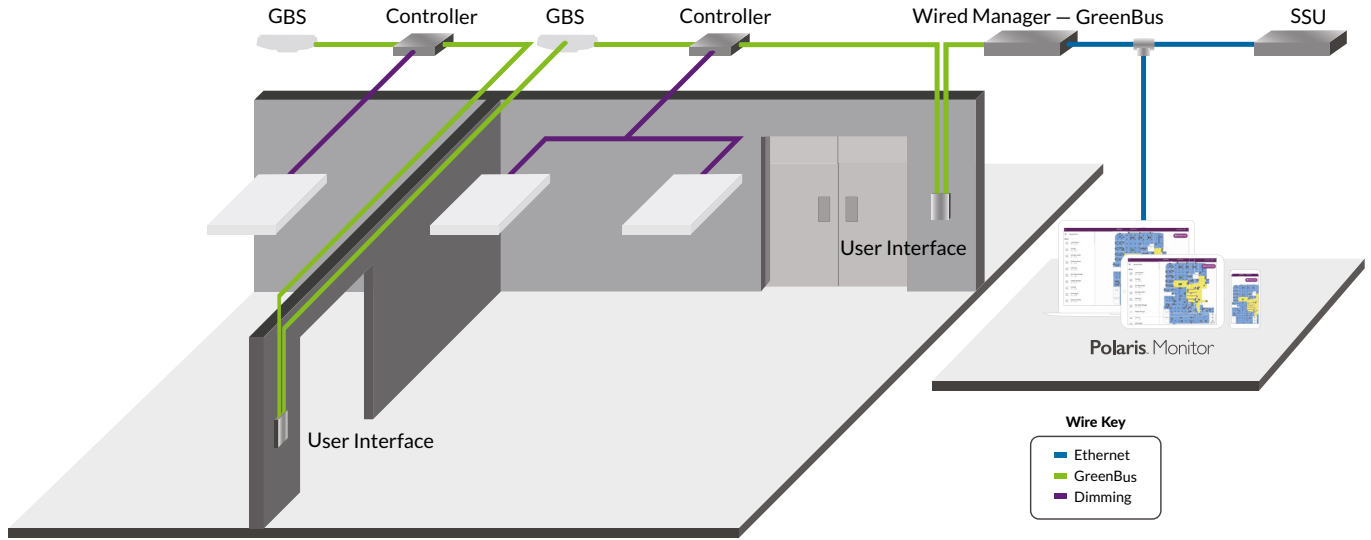 GBS
Controller
GBS
Controller
Wired Manager – GreenBus
SSU
User Interface
User Interface
Polaris. Monitor
Wire Key
Ethernet
GreenBus
Dimming